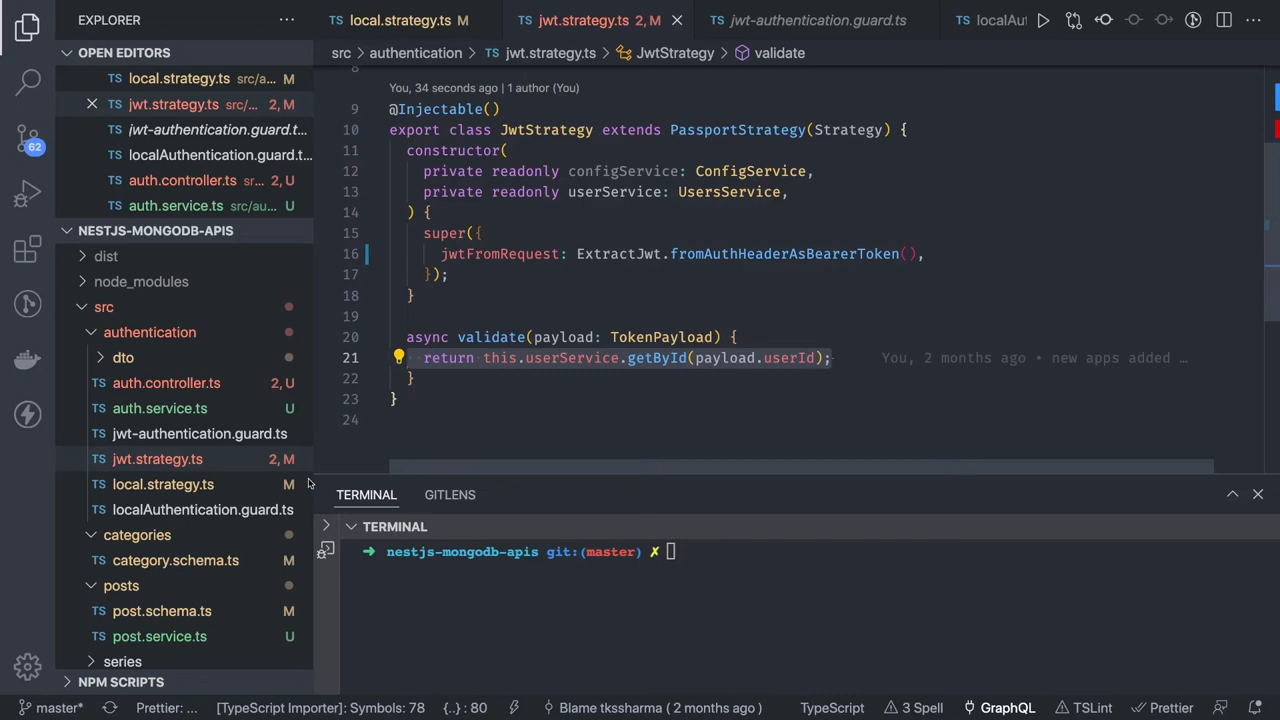 EXPLORER
OPEN EDITORS
TS local.strategy.ts src/a... M
TS jwt.strategy.ts src/... 2, M
TS jwt-authentication.guard.t...
TS localAuthentication.guard.t...
TS auth.controller.ts sr... 2, U
TS auth.service.ts src/au... U
NESTJS-MONGODB-APIS
dist
node_modules
src
authentication
dto
TS auth.controller.ts 2, U
TS auth.service.ts U
TS jwt-authentication.guard.ts
TS jwt.strategy.ts 2, M
TS local.strategy.ts M
TS localAuthentication.guard.ts
categories
TS category.schema.ts M
posts
TS post.schema.ts M
TS post.service.ts U
series
NPM SCRIPTS
62
TS local.strategy.ts M TS jwt.strategy.ts 2, M TS jwt-authentication.guard.ts TS localAut
src authentication TS jwt.strategy.ts JwtStrategy validate
8
You, 34 seconds ago | 1 author (You)
9 @Injectable()
10 export class JwtStrategy extends PassportStrategy(Strategy) {
11 constructor(
12 private readonly configService: ConfigService,
13 private readonly userService: UsersService,
14 ) {
15 super({
16 jwtFromRequest: ExtractJwt.fromAuthHeaderAsBearerToken(),
17 });
18 }
19
20 async validate(payload: TokenPayload) {
21 return this.userService.getById(payload.userId); You, 2 months ago • new apps added ...
22 }
23 }
24
TERMINAL GITLENS
TERMINAL
➜ nestjs-mongodb-apis git:(master) ✗
master* Prettier: ... [TypeScript Importer]: Symbols: 78 {..} : 80 Blame tkssharma ( 2 months ago ) TypeScript 3 Spell GraphQL TSLint Prettier